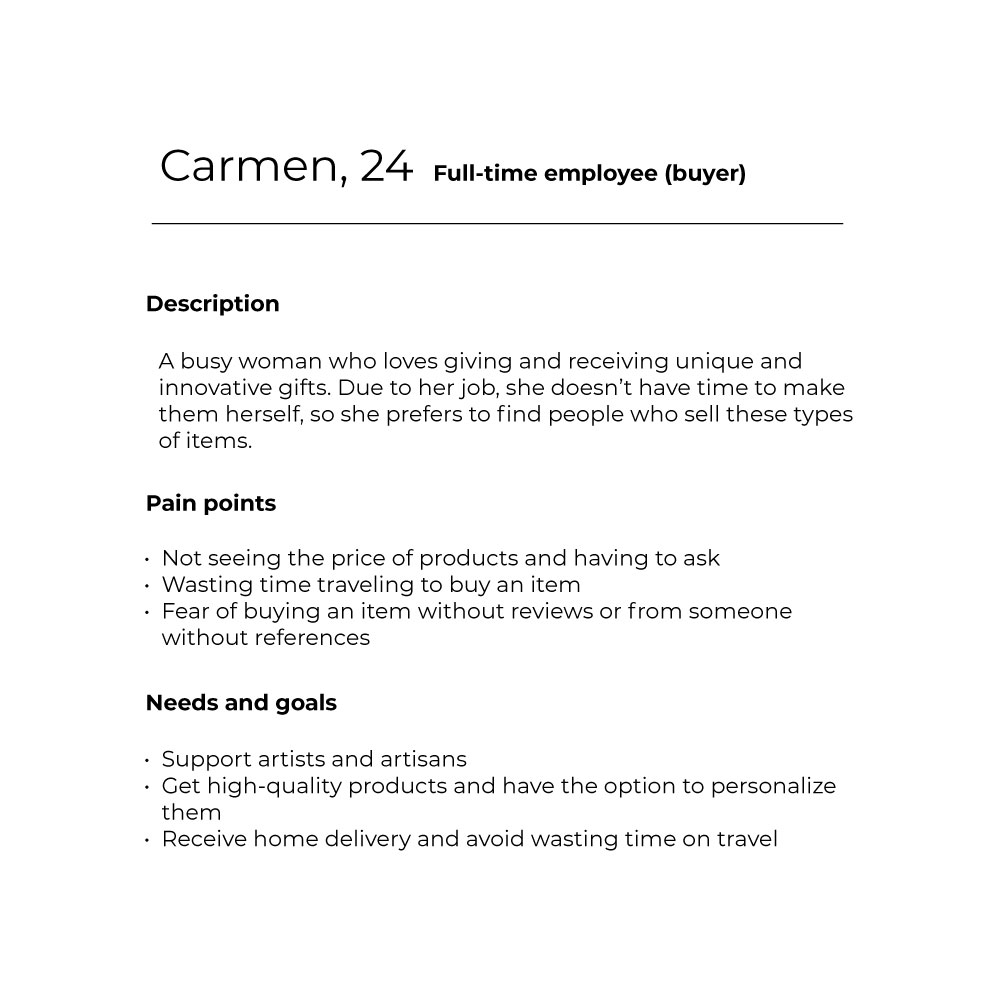 Carmen, 24 Full-time employee (buyer)
Description
A busy woman who loves giving and receiving unique and
innovative gifts. Due to her job, she doesn’t have time to make
them herself, so she prefers to find people who sell these types
of items.
Pain points
• Not seeing the price of products and having to ask
• Wasting time traveling to buy an item
• Fear of buying an item without reviews or from someone
without references
Needs and goals
• Support artists and artisans
• Get high-quality products and have the option to personalize
them
• Receive home delivery and avoid wasting time on travel